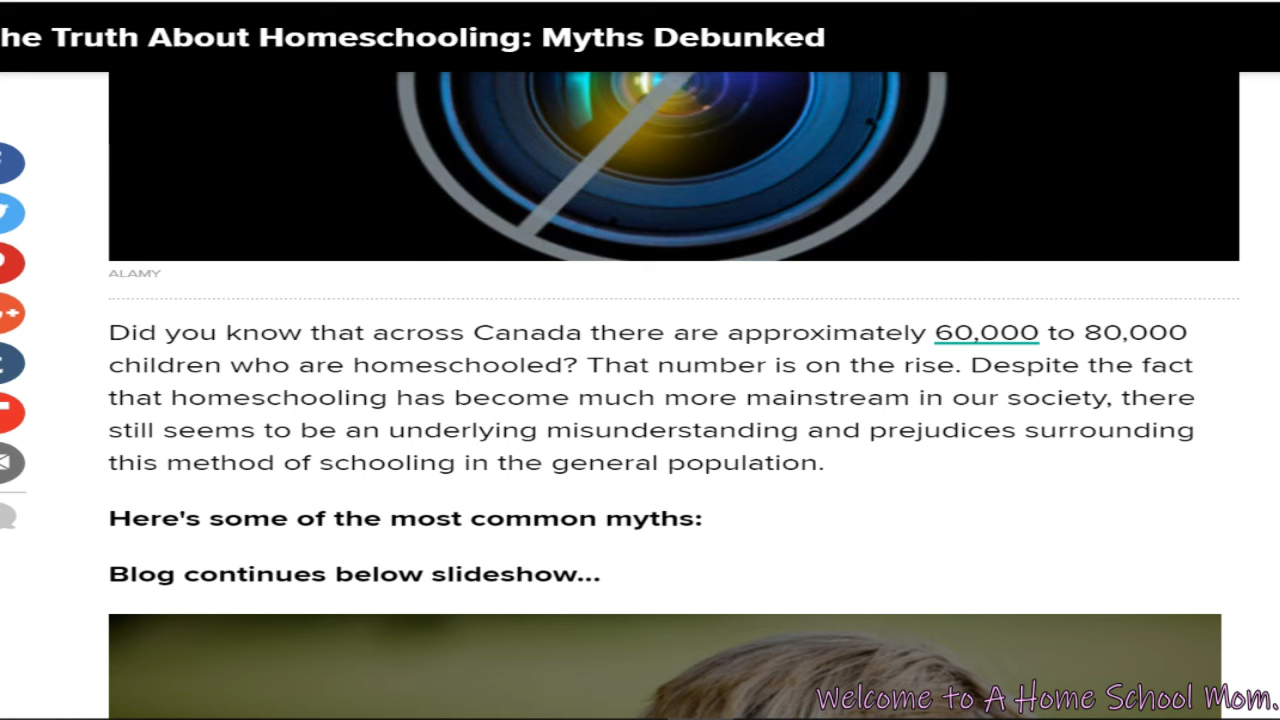 he Truth About Homeschooling: Myths Debunked
ALAMY
Did you know that across Canada there are approximately 60,000 to 80,000
children who are homeschooled? That number is on the rise. Despite the fact
that homeschooling has become much more mainstream in our society, there
still seems to be an underlying misunderstanding and prejudices surrounding
this method of schooling in the general population.
Here's some of the most common myths:
Blog continues below slideshow...
Welcome to A Home School Mom.